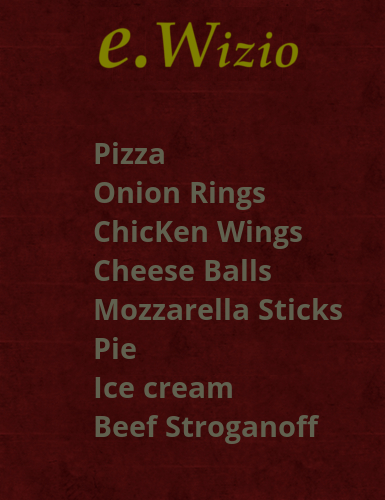 e.Wizio
Pizza
Onion Rings
ChicKen Wings
Cheese Balls
Mozzarella Sticks
Pie
Ice cream
Beef Stroganoff